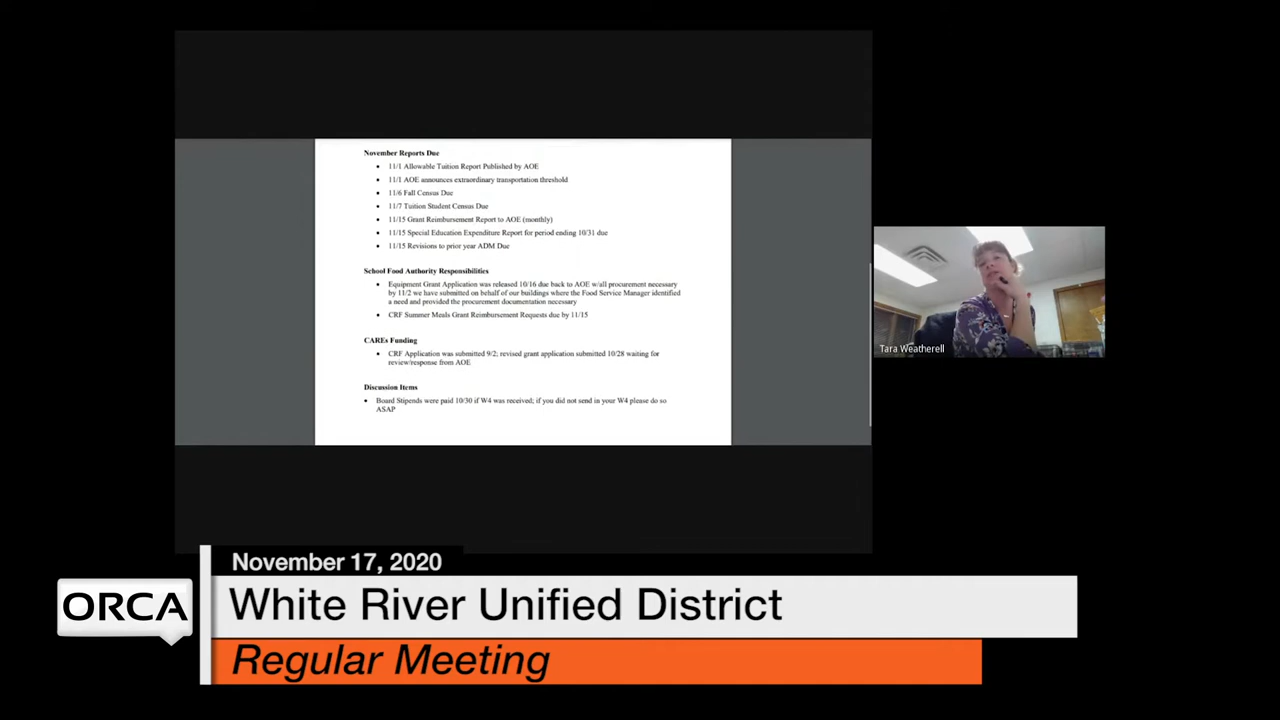 November Reports Due
• 11/1 Allowable Tuition Report Published by AOE
• 11/1 AOE announces extraordinary transportation threshold
• 11/6 Fall Census Due
• 11/7 Tuition Student Census Due
• 11/15 Grant Reimbursement Report to AOE (monthly)
• 11/15 Special Education Expenditure Report for period ending 10/31 due
• 11/15 Revisions to prior year ADM Due
School Food Authority Responsibilities
• Equipment Grant Application was released 10/16 due back to AOE w/all procurement necessary
by 11/2 we have submitted on behalf of our buildings where the Food Service Manager identified
a need and provided the procurement documentation necessary
• CRF Summer Meals Grant Reimbursement Requests due by 11/15
CAREs Funding
• CRF Application was submitted 9/2; revised grant application submitted 10/28 waiting for
review/response from AOE
Discussion Items
• Board Stipends were paid 10/30 if W4 was received; if you did not send in your W4 please do so
ASAP
Tara Weatherell
November 17, 2020
ORCA
White River Unified District
Regular Meeting